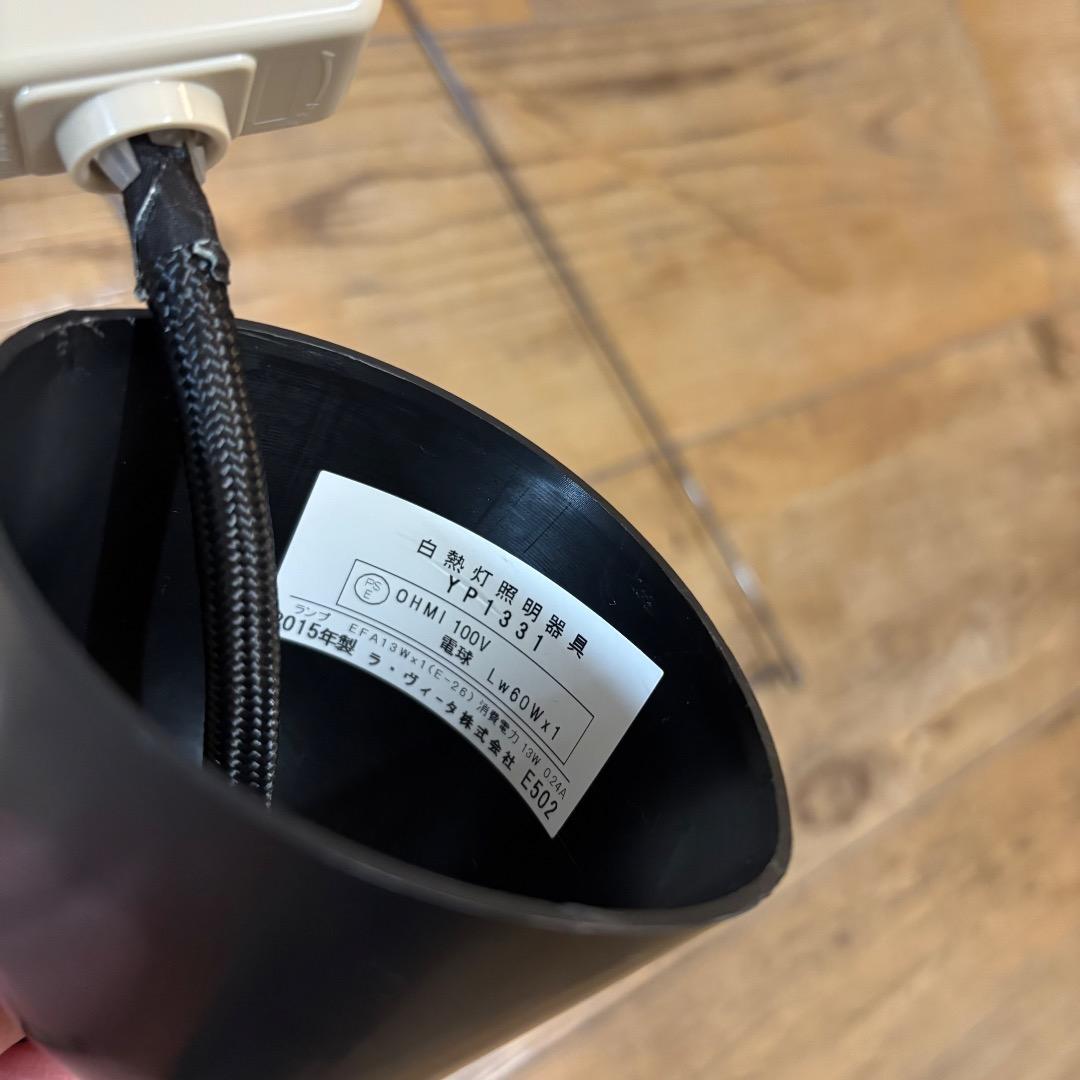 白熱灯照明器具
YP1331
PSE OHMI 100V 電球 Lw60Wx1
ランプ EFA13Wx1(E-26) 消費電力 13W 0.24A
2015年製 ラ・ヴィータ株式会社 E502